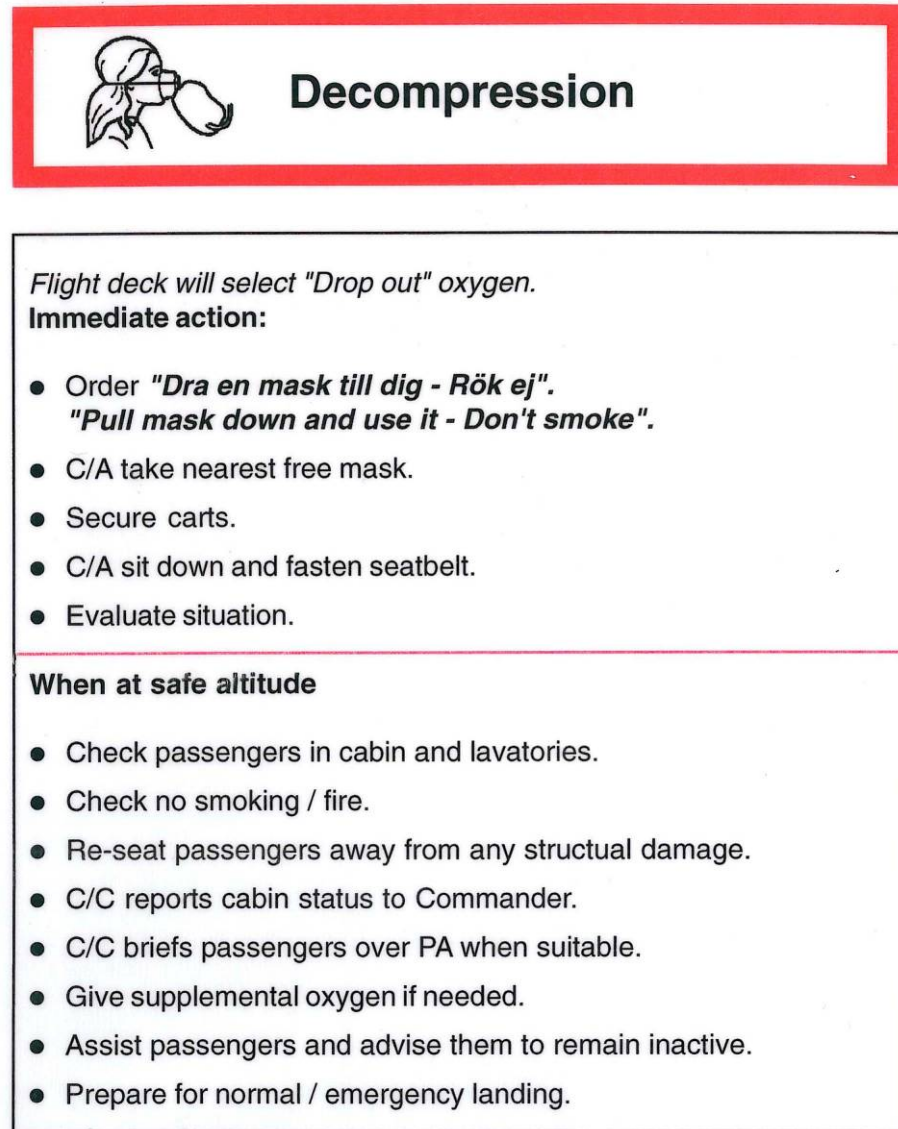 Decompression
Flight deck will select "Drop out" oxygen.
Immediate action:
● Order "Dra en mask till dig - Rök ej".
"Pull mask down and use it - Don't smoke".
● C/A take nearest free mask.
● Secure carts.
● C/A sit down and fasten seatbelt.
● Evaluate situation.
When at safe altitude
● Check passengers in cabin and lavatories.
● Check no smoking / fire.
● Re-seat passengers away from any structual damage.
● C/C reports cabin status to Commander.
● C/C briefs passengers over PA when suitable.
● Give supplemental oxygen if needed.
● Assist passengers and advise them to remain inactive.
● Prepare for normal / emergency landing.